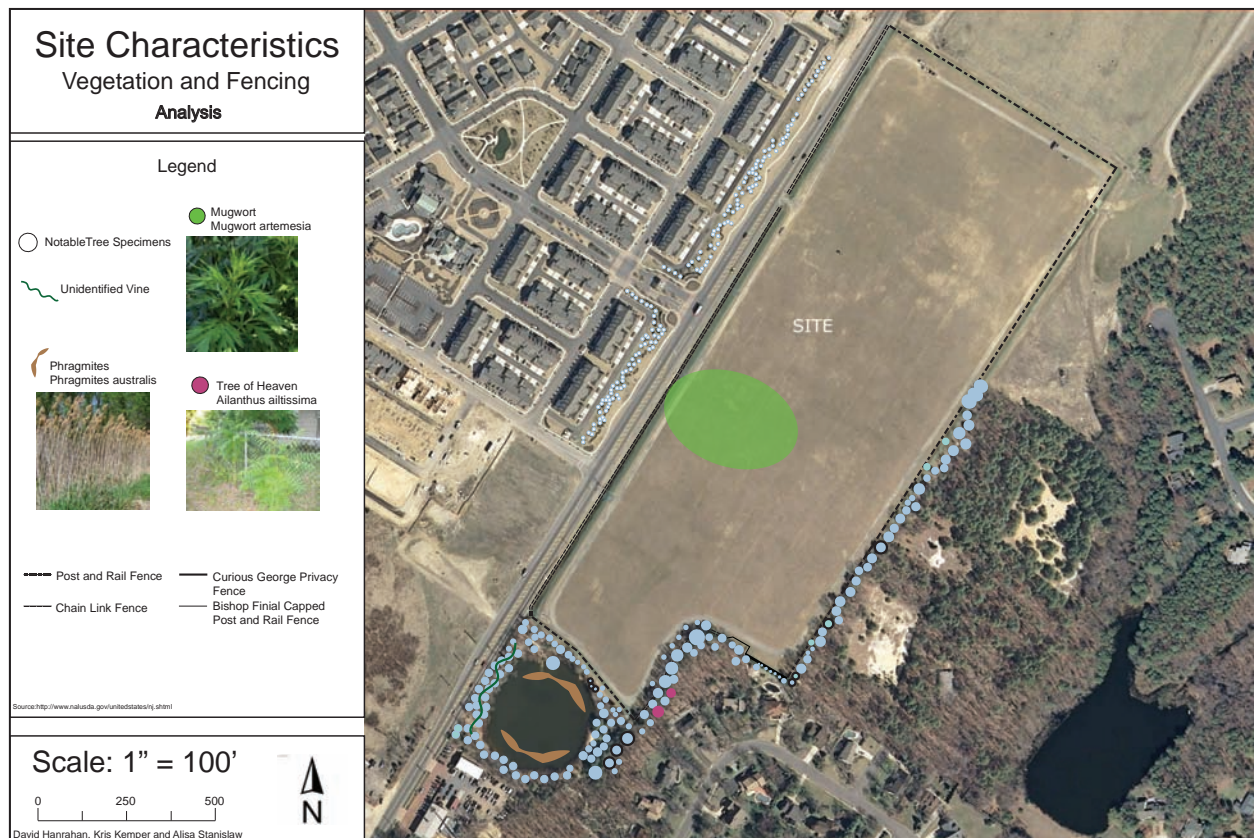 Site Characteristics
Vegetation and Fencing
Analysis
Legend
NotableTree Specimens
Unidentified Vine
Mugwort
Mugwort artemesia
Phragmites
Phragmites australis
Tree of Heaven
Ailanthus ailtissima
Post and Rail Fence
Chain Link Fence
Curious George Privacy
Fence
Bishop Finial Capped
Post and Rail Fence
Source:http://www.nalusda.gov/unitedstates/nj.shtml
Scale: 1” = 100’
0 250 500
N
David Hanrahan, Kris Kemper and Alisa Stanislaw
SITE